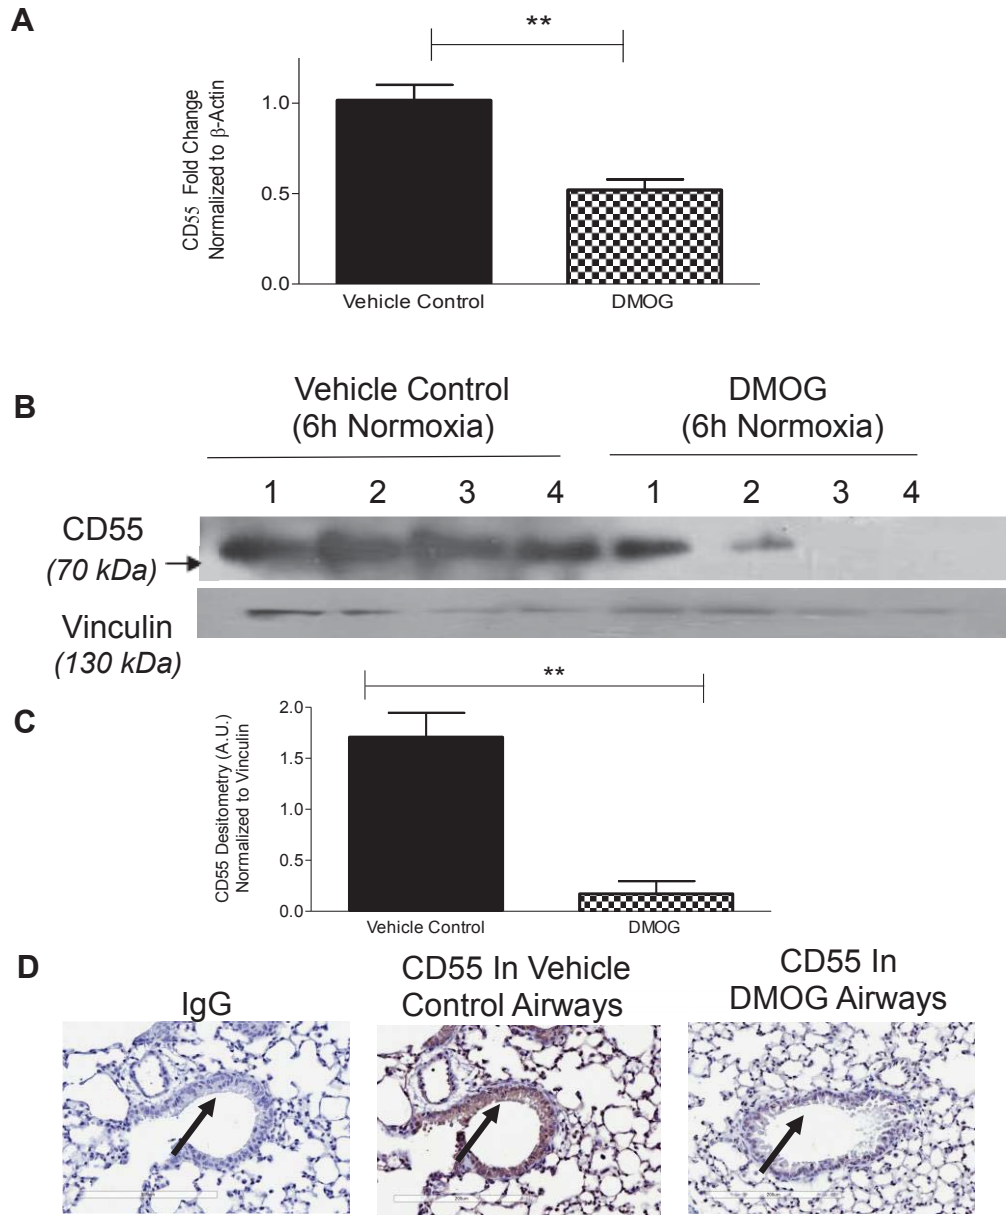 A
**
CD55 Fold Change
Normalized to β-Actin
1.0
0.5
0.0
Vehicle Control
DMOG
B
Vehicle Control
(6h Normoxia)
DMOG
(6h Normoxia)
1 2 3 4 1 2 3 4
CD55
(70 kDa)
Vinculin
(130 kDa)
C
**
CD55 Desitometry (A.U.)
Normalized to Vinculin
2.0
1.5
1.0
0.5
0.0
Vehicle Control
DMOG
D
IgG
CD55 In Vehicle
Control Airways
CD55 In
DMOG Airways